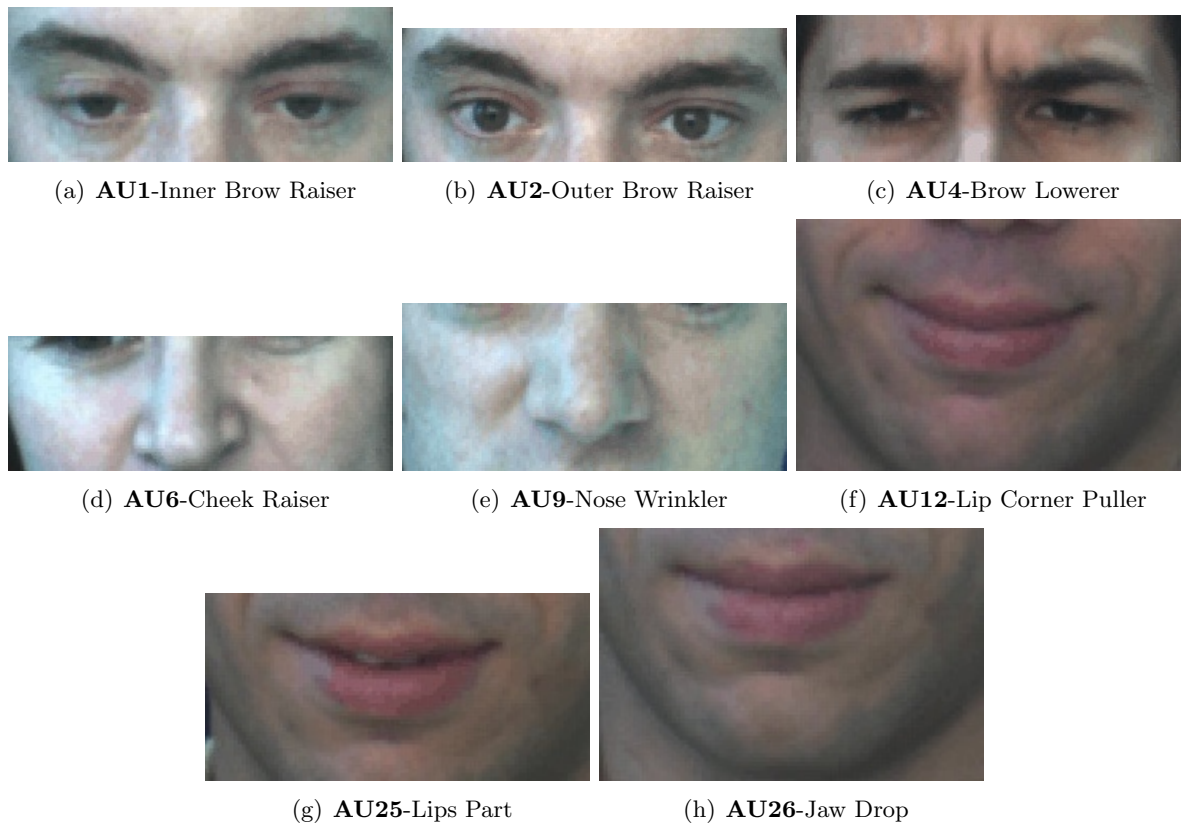 (a) AU1-Inner Brow Raiser
(b) AU2-Outer Brow Raiser
(c) AU4-Brow Lowerer
(d) AU6-Cheek Raiser
(e) AU9-Nose Wrinkler
(f) AU12-Lip Corner Puller
(g) AU25-Lips Part
(h) AU26-Jaw Drop